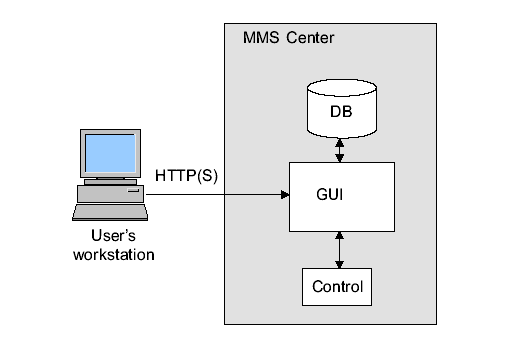 MMS Center
DB
HTTP(S)
GUI
User's
workstation
Control